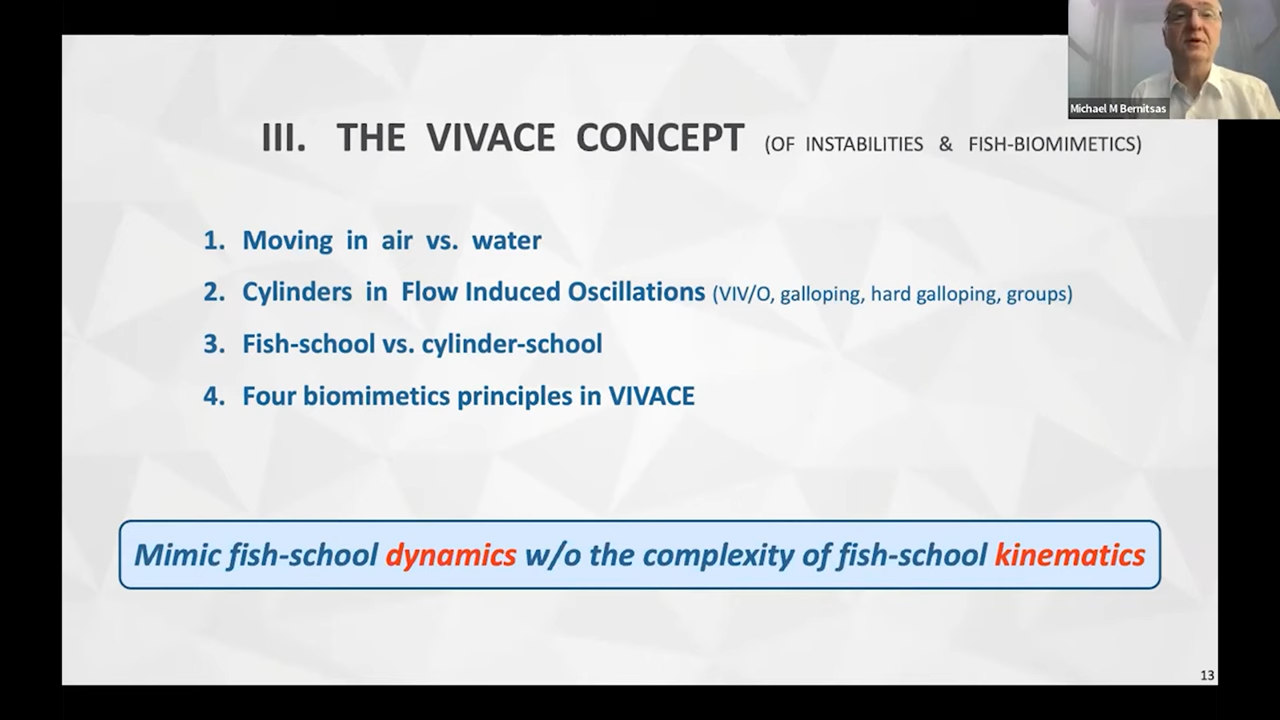 Michael M Bernitsas
III. THE VIVACE CONCEPT (OF INSTABILITIES & FISH-BIOMIMETICS)
1. Moving in air vs. water
2. Cylinders in Flow Induced Oscillations (VIV/O, galloping, hard galloping, groups)
3. Fish-school vs. cylinder-school
4. Four biomimetics principles in VIVACE
Mimic fish-school dynamics w/o the complexity of fish-school kinematics
13